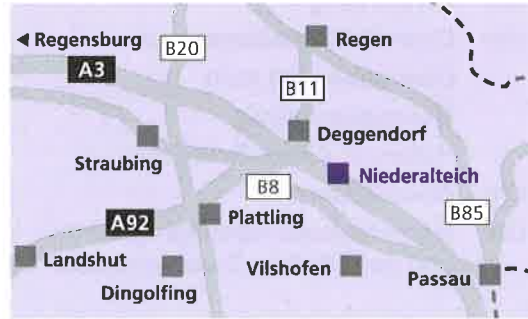 ◀ Regensburg
B20
Regen
A3
B11
Deggendorf
Straubing
Niederalteich
B8
A92
Plattling
B85
Landshut
Dingolfing
Vilshofen
Passau